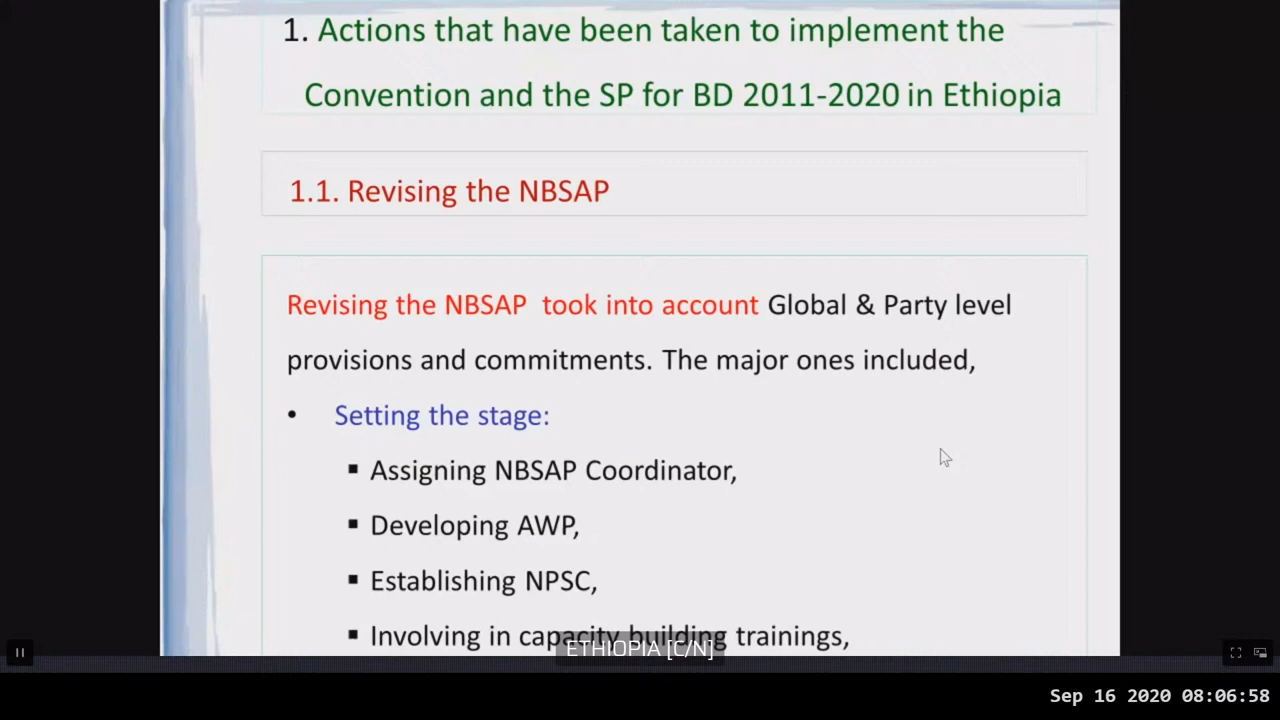 1. Actions that have been taken to implement the
Convention and the SP for BD 2011-2020 in Ethiopia
1.1. Revising the NBSAP
Revising the NBSAP took into account Global & Party level
provisions and commitments. The major ones included,
• Setting the stage:
▪ Assigning NBSAP Coordinator,
▪ Developing AWP,
▪ Establishing NPSC,
▪ Involving in capacity building trainings,
ETHIOPIA [C/N]
Sep 16 2020 08:06:58